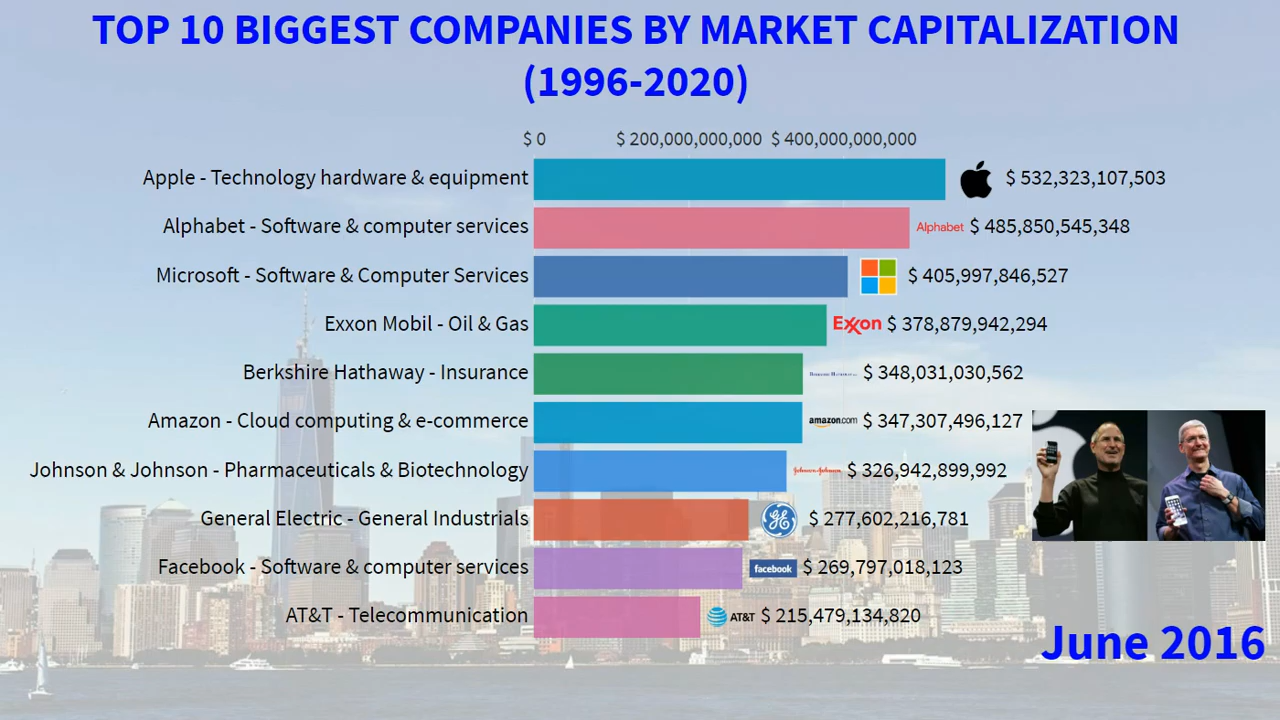 TOP 10 BIGGEST COMPANIES BY MARKET CAPITALIZATION
(1996-2020)
$ 0 $ 200,000,000,000 $ 400,000,000,000
Apple - Technology hardware & equipment $ 532,323,107,503
Alphabet - Software & computer services Alphabet $ 485,850,545,348
Microsoft - Software & Computer Services $ 405,997,846,527
Exxon Mobil - Oil & Gas Exxon $ 378,879,942,294
Berkshire Hathaway - Insurance $ 348,031,030,562
Amazon - Cloud computing & e-commerce amazon.com $ 347,307,496,127
Johnson & Johnson - Pharmaceuticals & Biotechnology Johnson & Johnson $ 326,942,899,992
General Electric - General Industrials GE $ 277,602,216,781
Facebook - Software & computer services facebook $ 269,797,018,123
AT&T - Telecommunication AT&T $ 215,479,134,820
June 2016